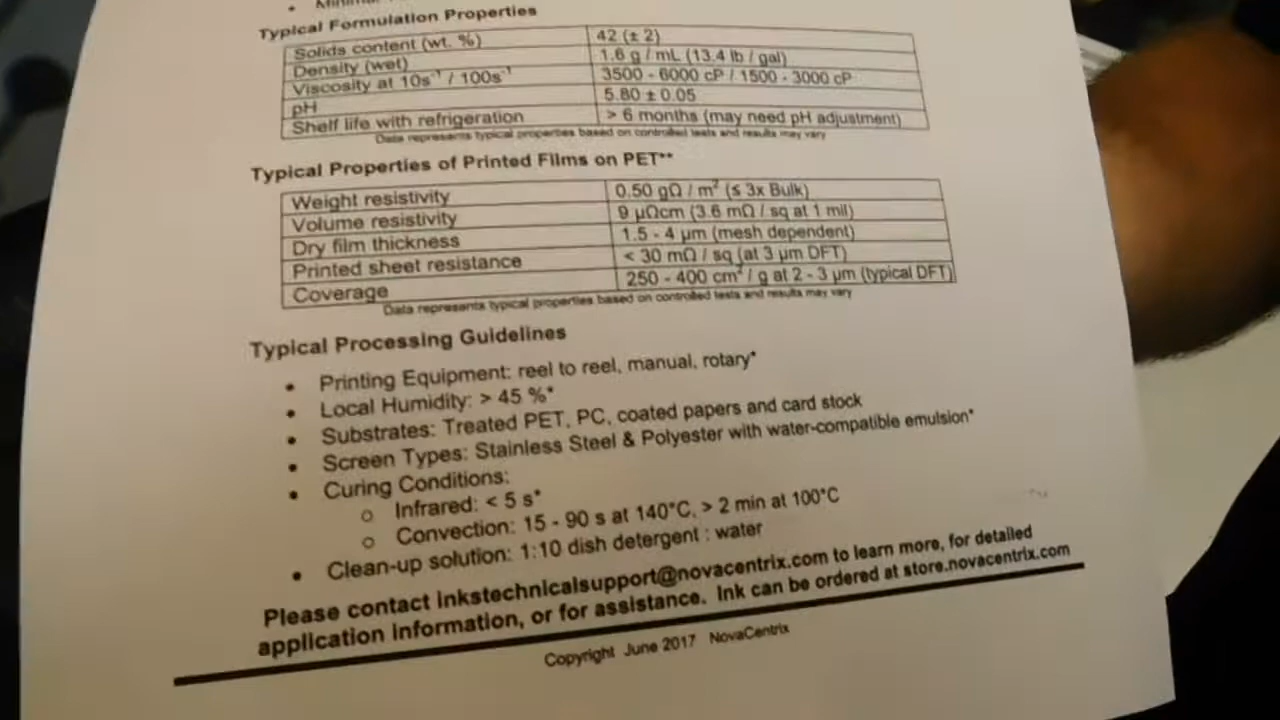 Typical Formulation Properties
Solids content (wt. %) 42 (± 2)
Density (wet) 1.6 g / mL (13.4 lb / gal)
Viscosity at 10s⁻¹ / 100s⁻¹ 3500 - 6000 cP / 1500 - 3000 cP
pH 5.80 ± 0.05
Shelf life with refrigeration > 6 months (may need pH adjustment)
Data represents typical properties based on controlled tests and results may vary
Typical Properties of Printed Films on PET**
Weight resistivity 0.50 gΩ / m² (≤ 3x Bulk)
Volume resistivity 9 µΩcm (3.6 mΩ / sq at 1 mil)
Dry film thickness 1.5 - 4 µm (mesh dependent)
Printed sheet resistance < 30 mΩ / sq (at 3 µm DFT)
Coverage 250 - 400 cm² / g at 2 - 3 µm (typical DFT)
Data represents typical properties based on controlled tests and results may vary
Typical Processing Guidelines
• Printing Equipment: reel to reel, manual, rotary*
• Local Humidity: > 45 %*
• Substrates: Treated PET, PC, coated papers and card stock
• Screen Types: Stainless Steel & Polyester with water-compatible emulsion*
• Curing Conditions:
o Infrared: < 5 s*
o Convection: 15 - 90 s at 140°C, > 2 min at 100°C
• Clean-up solution: 1:10 dish detergent : water
Please contact inkstechnicalsupport@novacentrix.com to learn more, for detailed
application information, or for assistance. Ink can be ordered at store.novacentrix.com
Copyright June 2017 NovaCentrix